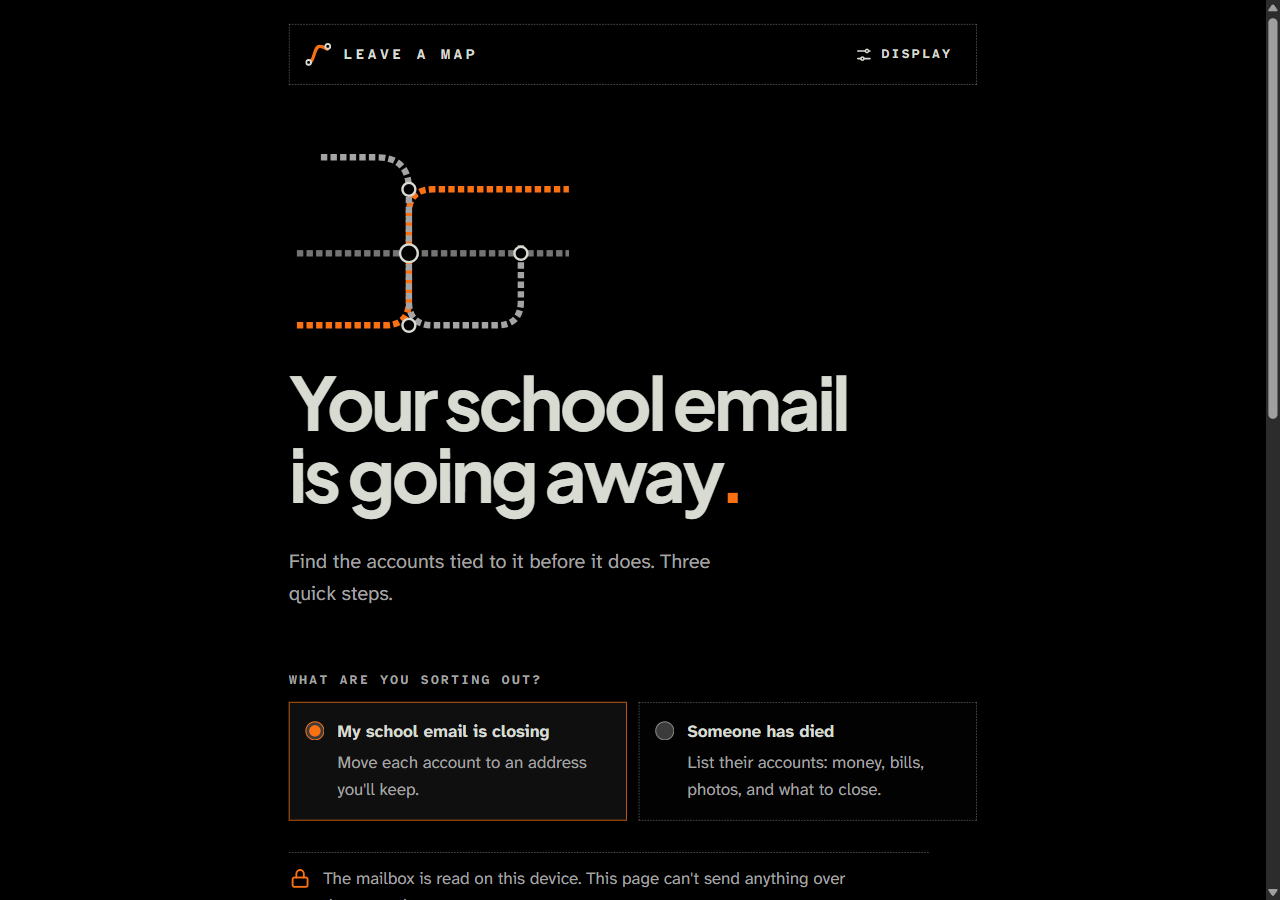 LEAVE A MAP
DISPLAY
Your school email
is going away.
Find the accounts tied to it before it does. Three
quick steps.
WHAT ARE YOU SORTING OUT?
My school email is closing
Move each account to an address
you'll keep.
Someone has died
List their accounts: money, bills,
photos, and what to close.
The mailbox is read on this device. This page can't send anything over